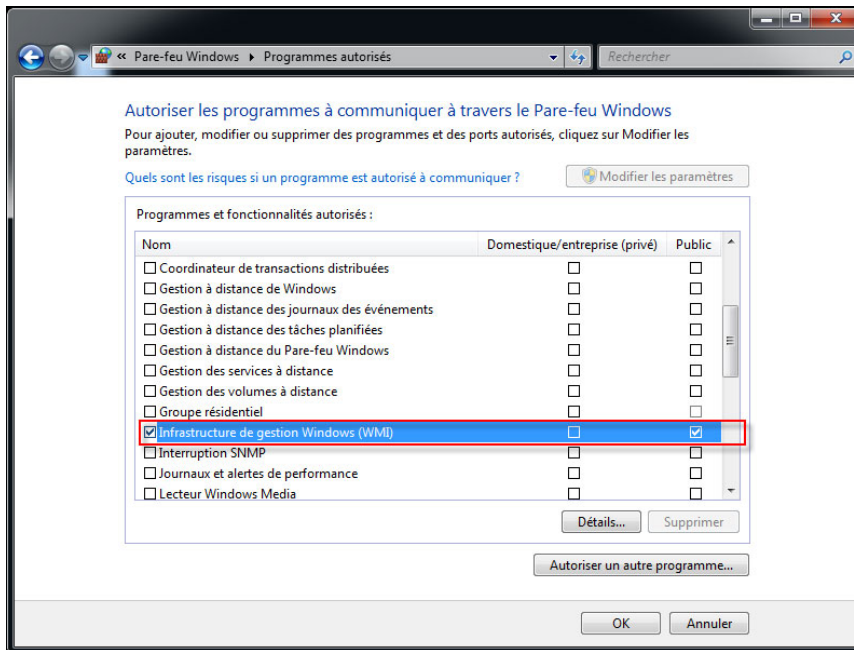 « Pare-feu Windows ▸ Programmes autorisés
Rechercher
Autoriser les programmes à communiquer à travers le Pare-feu Windows
Pour ajouter, modifier ou supprimer des programmes et des ports autorisés, cliquez sur Modifier les
paramètres.
Quels sont les risques si un programme est autorisé à communiquer ?
Modifier les paramètres
Programmes et fonctionnalités autorisés :
Nom Domestique/entreprise (privé) Public
Coordinateur de transactions distribuées
Gestion à distance de Windows
Gestion à distance des journaux des événements
Gestion à distance des tâches planifiées
Gestion à distance du Pare-feu Windows
Gestion des services à distance
Gestion des volumes à distance
Groupe résidentiel
Infrastructure de gestion Windows (WMI)
Interruption SNMP
Journaux et alertes de performance
Lecteur Windows Media
Détails... Supprimer
Autoriser un autre programme...
OK Annuler